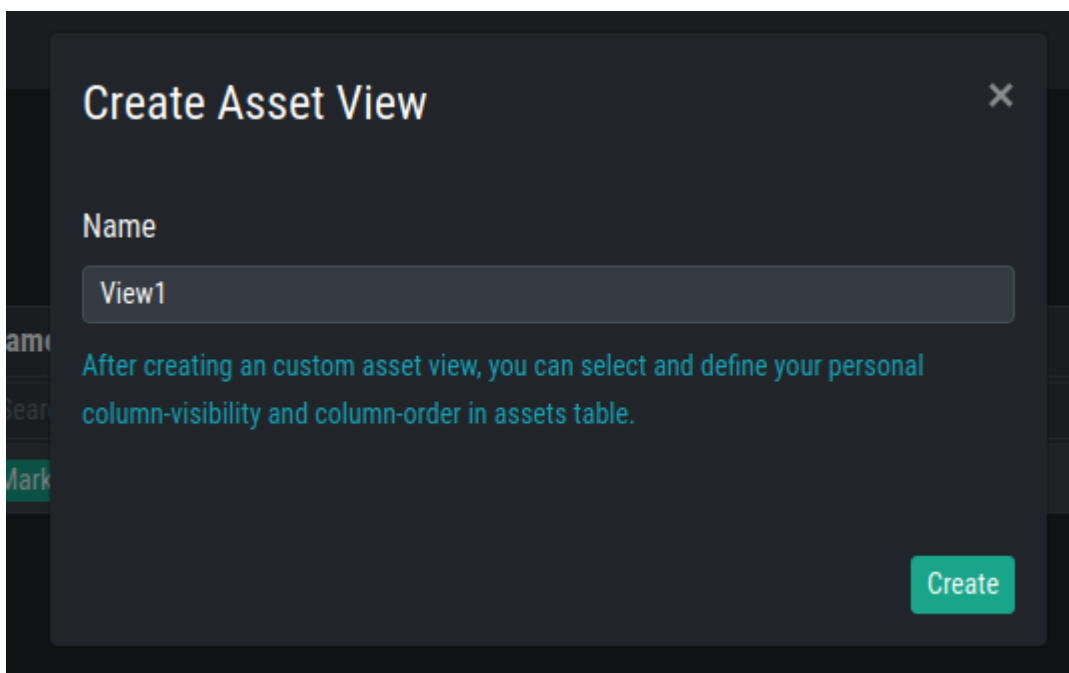 Create Asset View ×
Name
View1
After creating an custom asset view, you can select and define your personal
column-visibility and column-order in assets table.
Create